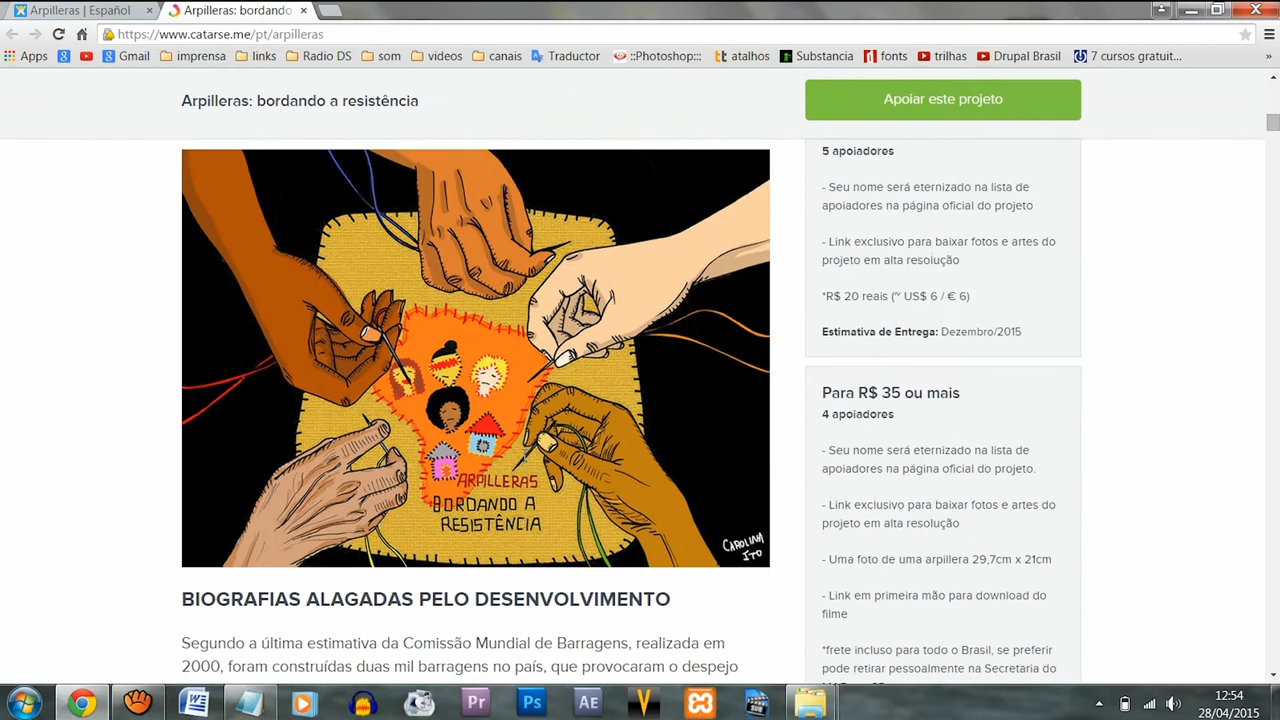 Arpilleras | Español
Arpilleras: bordando
https://www.catarse.me/pt/arpilleras
Apps
Gmail
imprensa
links
Radio DS
som
videos
canais
Traductor
::Photoshop:::
atalhos
Substancia
fonts
trilhas
Drupal Brasil
7 cursos gratuit...
Arpilleras: bordando a resistência
Apoiar este projeto
ARPILLERAS
BORDANDO A
RESISTÊNCIA
CAROLINA
ITO
BIOGRAFIAS ALAGADAS PELO DESENVOLVIMENTO
Segundo a última estimativa da Comissão Mundial de Barragens, realizada em
2000, foram construídas duas mil barragens no país, que provocaram o despejo
5 apoiadores
- Seu nome será eternizado na lista de
apoiadores na página oficial do projeto
- Link exclusivo para baixar fotos e artes do
projeto em alta resolução
*R$ 20 reais (~ US$ 6 / € 6)
Estimativa de Entrega: Dezembro/2015
Para R$ 35 ou mais
4 apoiadores
- Seu nome será eternizado na lista de
apoiadores na página oficial do projeto.
- Link exclusivo para baixar fotos e artes do
projeto em alta resolução
- Uma foto de uma arpillera 29,7cm x 21cm
- Link em primeira mão para download do
filme
*frete incluso para todo o Brasil, se preferir
pode retirar pessoalmente na Secretaria do
Pr
Ps
AE
12:54
28/04/2015